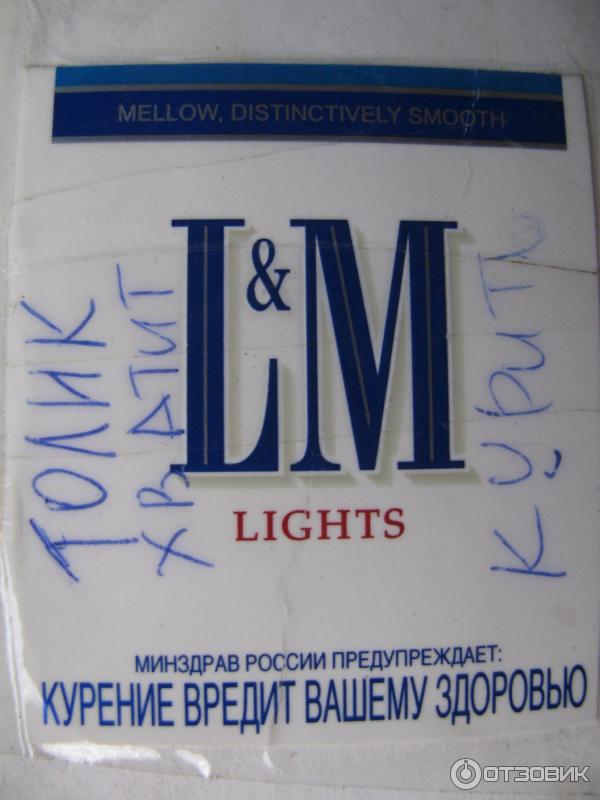 MELLOW, DISTINCTIVELY SMOOTH
L&M
LIGHTS
ТОЛИК
ХВАТИТ
КУРИТЬ
МИНЗДРАВ РОССИИ ПРЕДУПРЕЖДАЕТ:
КУРЕНИЕ ВРЕДИТ ВАШЕМУ ЗДОРОВЬЮ
ОТЗОВИК